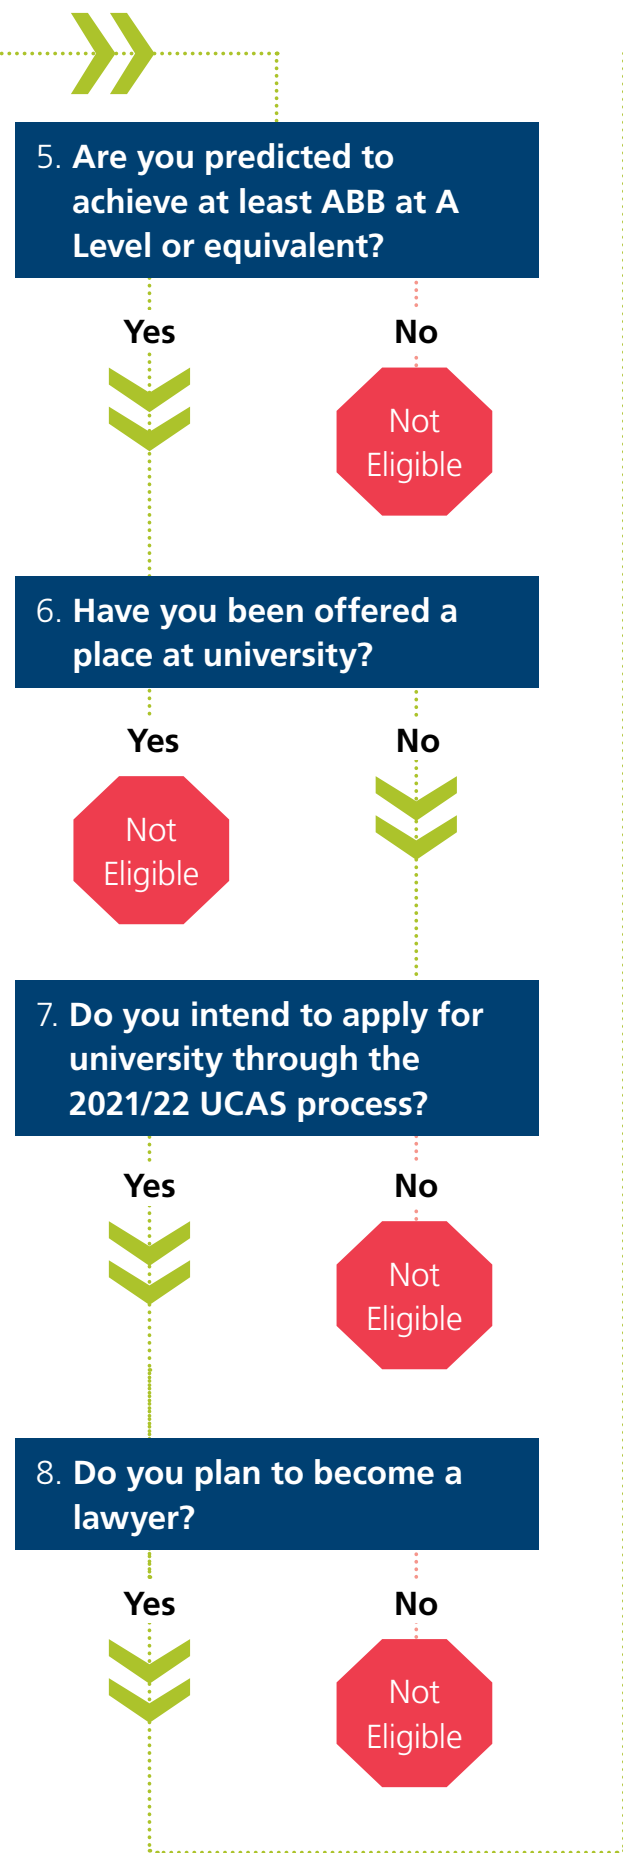 5. Are you predicted to
achieve at least ABB at A
Level or equivalent?
Yes
No
Not
Eligible
6. Have you been offered a
place at university?
Yes
No
Not
Eligible
7. Do you intend to apply for
university through the
2021/22 UCAS process?
Yes
No
Not
Eligible
8. Do you plan to become a
lawyer?
Yes
No
Not
Eligible